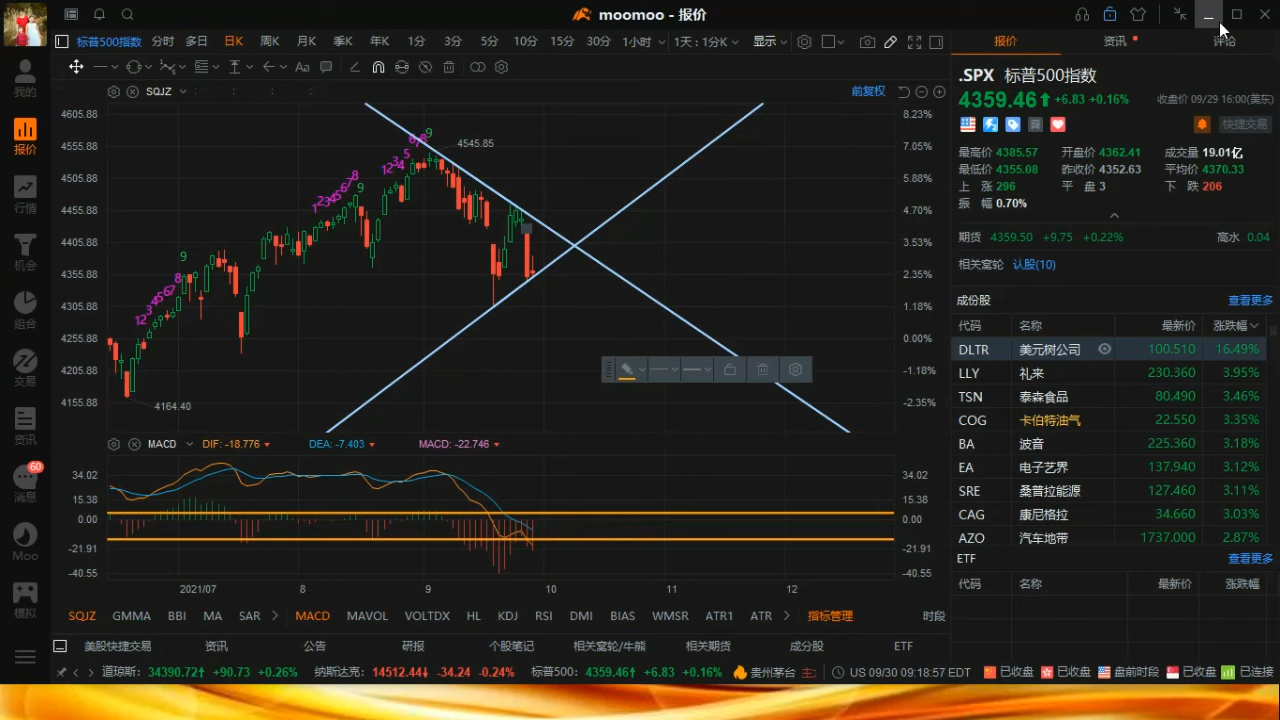 moomoo - 报价
标普500指数 分时 多日 日K 周K 月K 季K 年K 1分 3分 5分 10分 15分 30分 1小时 1天：1分K 显示
报价 资讯 评论
Aa
SQJZ 前复权
我的
报价
行情
机会
组合
交易
资讯
60
消息
Moo
模拟
4605.88 8.23%
4555.88 7.05%
4505.88 5.88%
4455.88 4.70%
4405.88 3.53%
4355.88 2.35%
4305.88 1.18%
4255.88 0.00%
4205.88 -1.18%
4155.88 -2.35%
4545.85
4164.40
MACD DIF: -18.776 DEA: -7.403 MACD: -22.746
34.02 34.02
15.38 15.38
0.00 0.00
-21.91 -21.91
-40.55 -40.55
2021/07 8 9 10 11 12
SQJZ GMMA BBI MA SAR MACD MAVOL VOLTDX HL KDJ RSI DMI BIAS WMSR ATR1 ATR 指标管理 时段
美股快捷交易 资讯 公告 研报 个股笔记 相关窝轮/牛熊 相关期货 成分股 ETF
.SPX 标普500指数
4359.46 +6.83 +0.16% 收盘价 09/29 16:00(美东)
快捷交易
最高价 4385.57 开盘价 4362.41 成交量 19.01亿
最低价 4355.08 昨收价 4352.63 平均价 4370.33
上涨 296 平盘 3 下跌 206
振幅 0.70%
期货 4359.50 +9.75 +0.22% 高水 0.04
相关窝轮 认股(10)
成份股 查看更多
代码 名称 最新价 涨跌幅
DLTR 美元树公司 100.510 16.49%
LLY 礼来 230.360 3.95%
TSN 泰森食品 80.490 3.46%
COG 卡伯特油气 22.550 3.35%
BA 波音 225.360 3.18%
EA 电子艺界 137.940 3.12%
SRE 桑普拉能源 127.460 3.11%
CAG 康尼格拉 34.660 3.03%
AZO 汽车地带 1737.000 2.87%
ETF 查看更多
代码 名称 最新价 涨跌幅
道琼斯: 34390.72 +90.73 +0.26% 纳斯达克: 14512.44 -34.24 -0.24% 标普500: 4359.46 +6.83 +0.16% 贵州茅台 US 09/30 09:18:57 EDT 已收盘 已收盘 盘前时段 已收盘 已连接